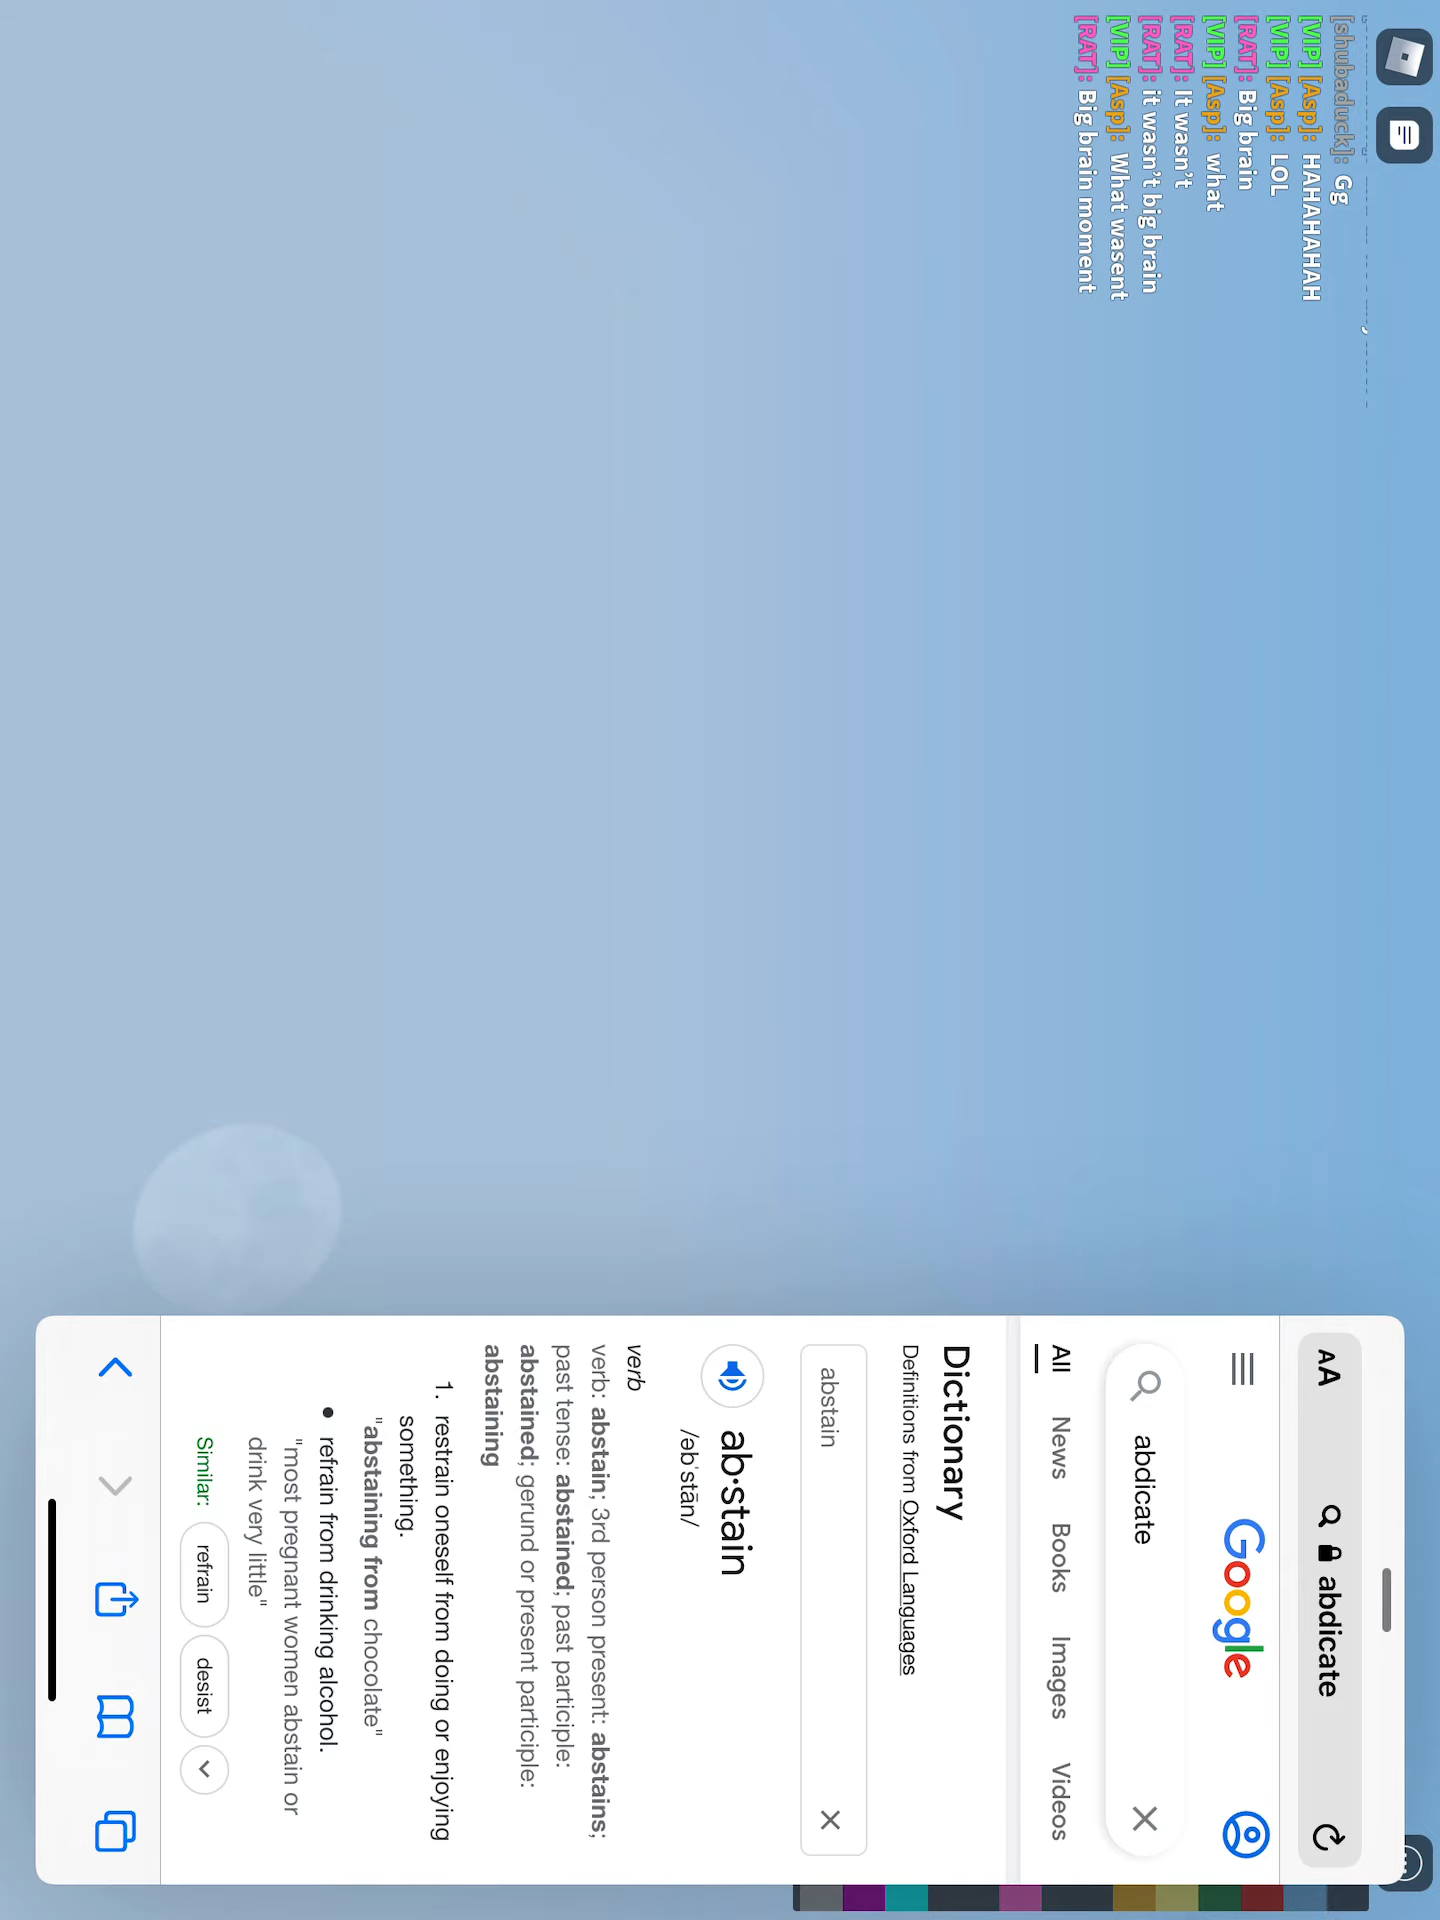 [shubaduck]: Gg
[VIP] [Asp]: HAHAHAHAH
[VIP] [Asp]: LOL
[RAT]: Big brain
[VIP] [Asp]: what
[RAT]: It wasn't
[RAT]: it wasn't big brain
[VIP] [Asp]: What wasent
[RAT]: Big brain moment
AA abdicate
Google
abdicate
All News Books Images Videos
Dictionary
Definitions from Oxford Languages
abstain
ab·stain
/əbˈstān/
verb
verb: abstain; 3rd person present: abstains;
past tense: abstained; past participle:
abstained; gerund or present participle:
abstaining
1. restrain oneself from doing or enjoying
something.
"abstaining from chocolate"
• refrain from drinking alcohol.
"most pregnant women abstain or
drink very little"
Similar: refrain desist